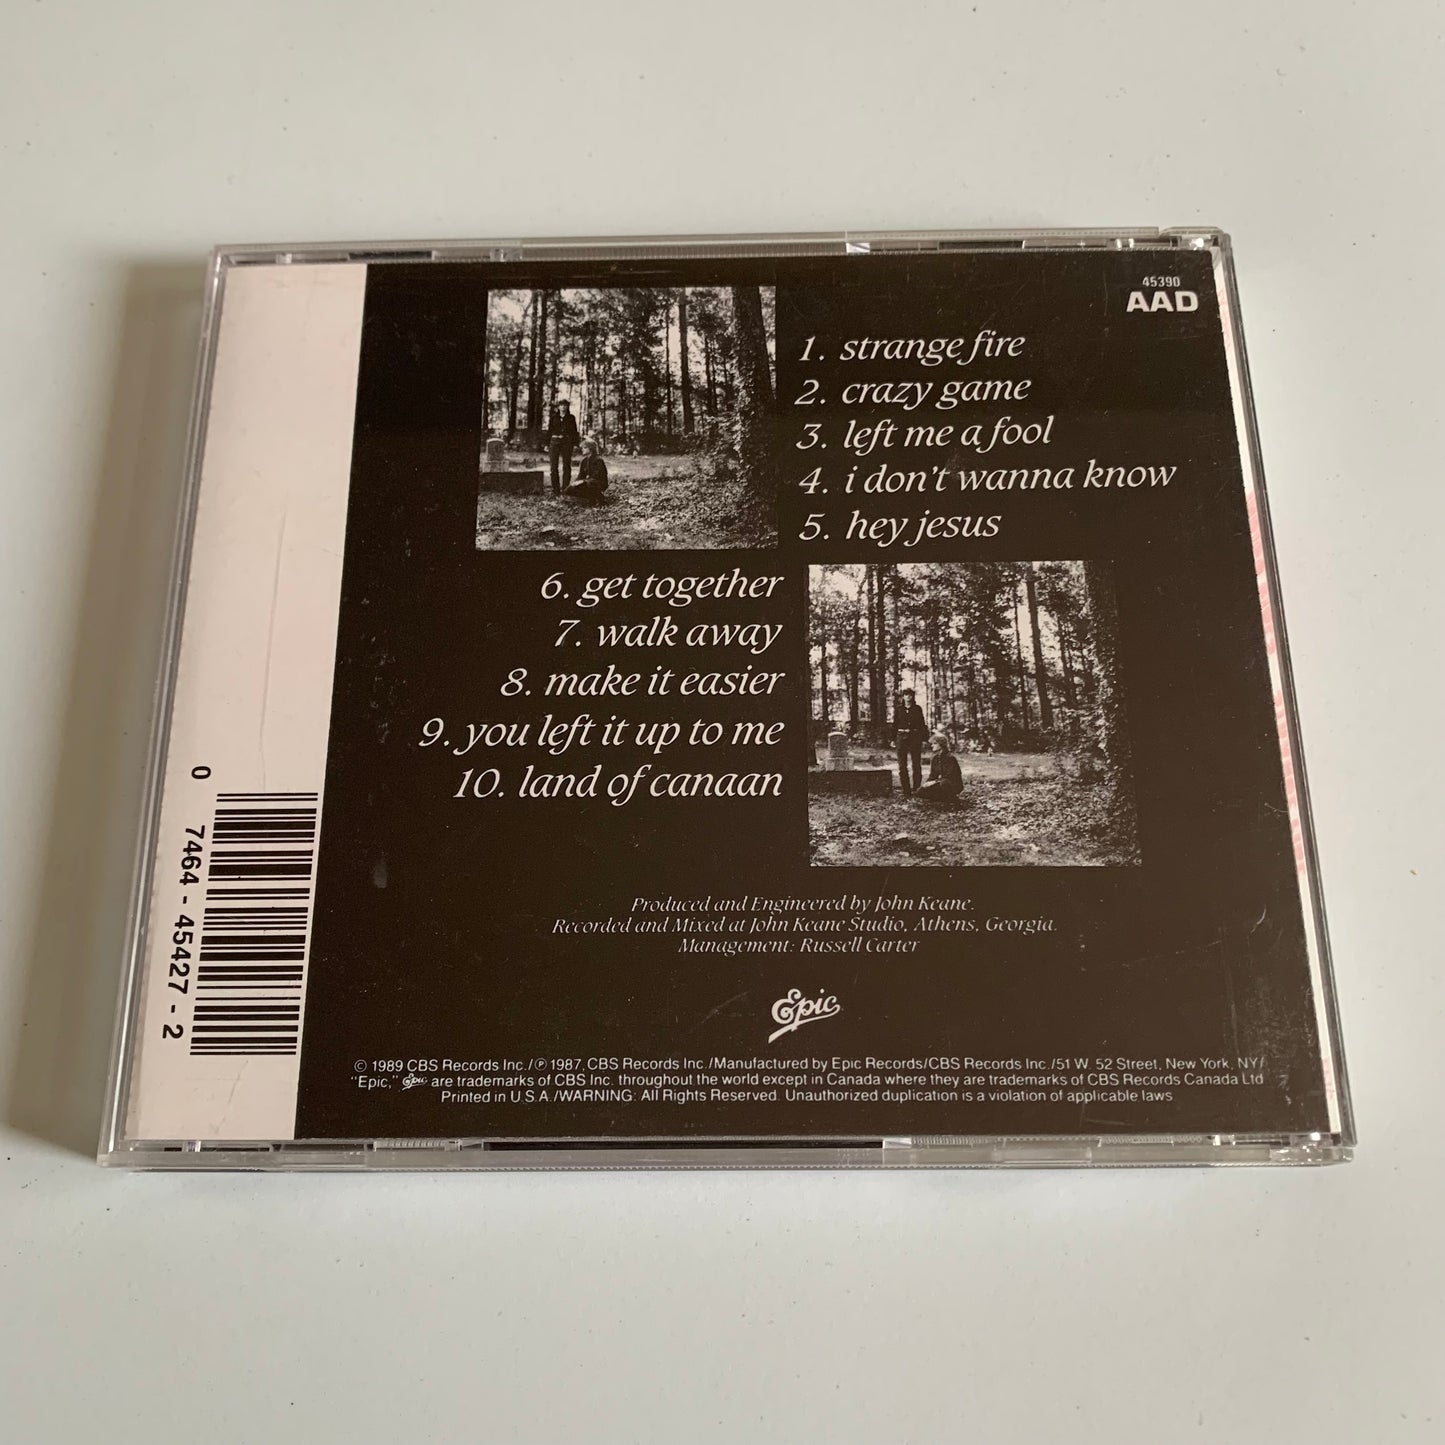 45390
AAD
1. strange fire
2. crazy game
3. left me a fool
4. i don't wanna know
5. hey jesus
6. get together
7. walk away
8. make it easier
9. you left it up to me
10. land of canaan
Produced and Engineered by John Keane.
Recorded and Mixed at John Keane Studio, Athens, Georgia.
Management: Russell Carter
Epic
© 1989 CBS Records Inc./℗ 1987, CBS Records Inc./Manufactured by Epic Records/CBS Records Inc./51 W. 52 Street, New York, NY/
"Epic," Epic are trademarks of CBS Inc. throughout the world except in Canada where they are trademarks of CBS Records Canada Ltd
Printed in U.S.A./WARNING: All Rights Reserved. Unauthorized duplication is a violation of applicable laws
0 7464-45427-2